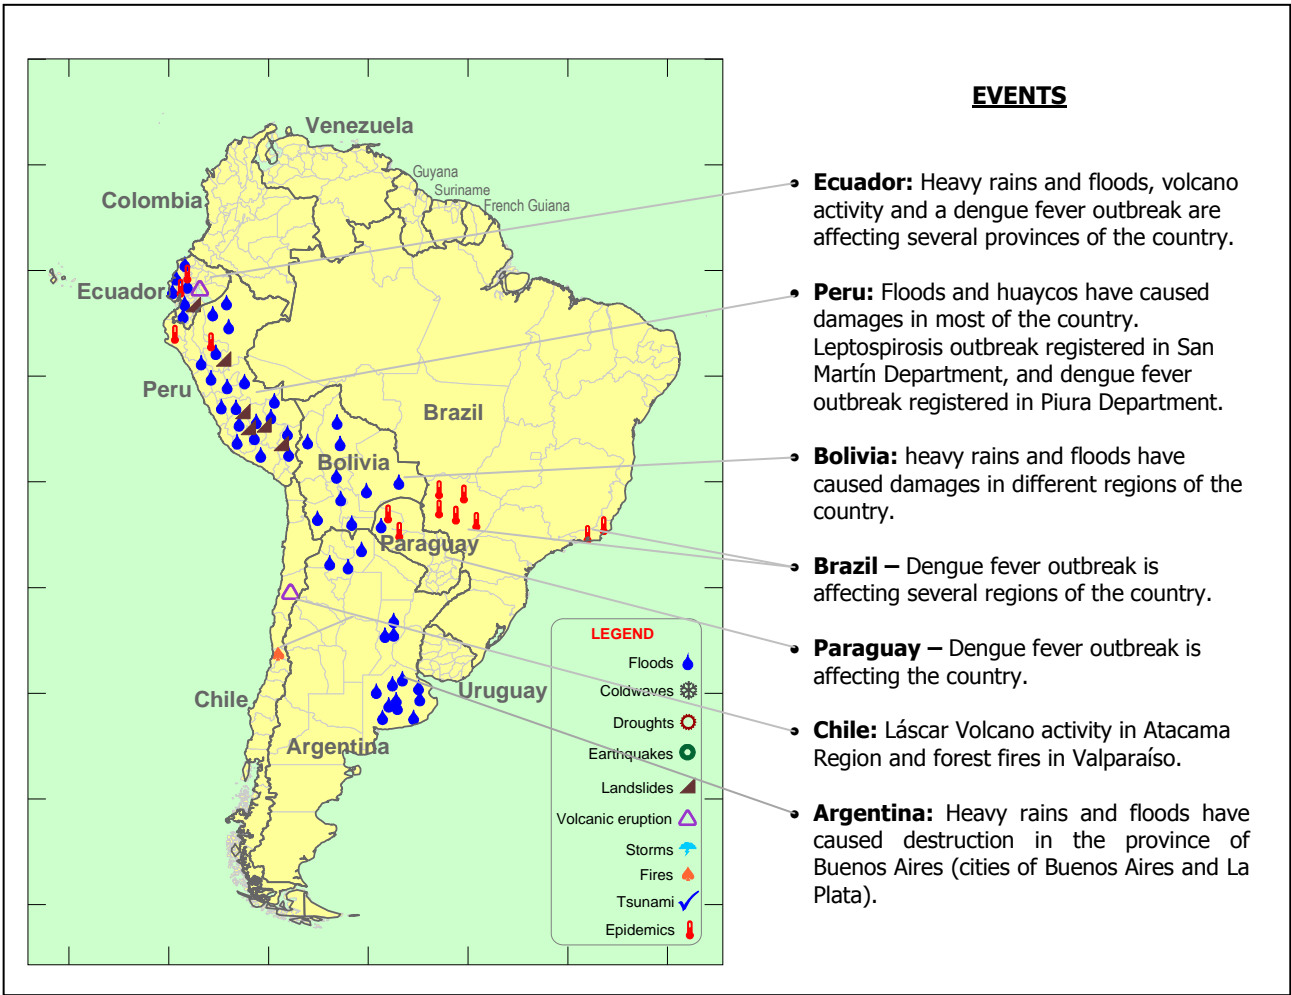 Venezuela
Guyana
Suriname
French Guiana
Colombia
Ecuador
Peru
Brazil
Bolivia
Paraguay
Chile
Uruguay
Argentina
LEGEND
Floods
Coldwaves
Droughts
Earthquakes
Landslides
Volcanic eruption
Storms
Fires
Tsunami
Epidemics
EVENTS
• Ecuador: Heavy rains and floods, volcano
activity and a dengue fever outbreak are
affecting several provinces of the country.
• Peru: Floods and huaycos have caused
damages in most of the country.
Leptospirosis outbreak registered in San
Martín Department, and dengue fever
outbreak registered in Piura Department.
• Bolivia: heavy rains and floods have
caused damages in different regions of the
country.
• Brazil – Dengue fever outbreak is
affecting several regions of the country.
• Paraguay – Dengue fever outbreak is
affecting the country.
• Chile: Láscar Volcano activity in Atacama
Region and forest fires in Valparaíso.
• Argentina: Heavy rains and floods have
caused destruction in the province of
Buenos Aires (cities of Buenos Aires and La
Plata).